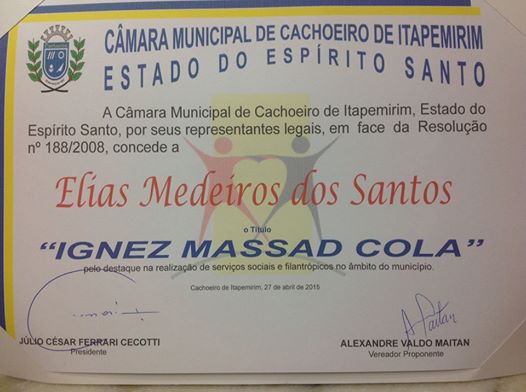 CÂMARA MUNICIPAL DE CACHOEIRO DE ITAPEMIRIM
ESTADO DO ESPÍRITO SANTO
A Câmara Municipal de Cachoeiro de Itapemirim, Estado do
Espírito Santo, por seus representantes legais, em face da Resolução
nº 188/2008, concede a
Elias Medeiros dos Santos
o Título
“IGNEZ MASSAD COLA”
pelo destaque na realização de serviços sociais e filantrópicos no âmbito do município.
Cachoeiro de Itapemirim, 27 de abril de 2015
JÚLIO CÉSAR FERRARI CECOTTI
Presidente
ALEXANDRE VALDO MAITAN
Vereador Proponente